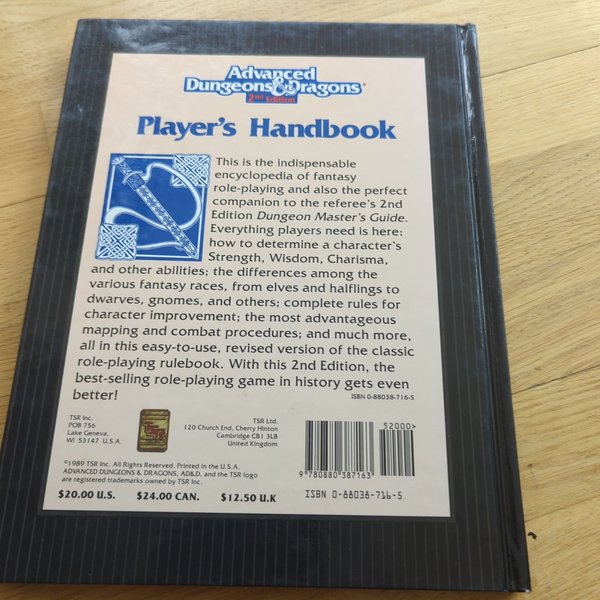 Advanced
Dungeons & Dragons®
2nd Edition
Player's Handbook
This is the indispensable
encyclopedia of fantasy
role-playing and also the perfect
companion to the referee's 2nd
Edition Dungeon Master's Guide.
Everything players need is here:
how to determine a character's
Strength, Wisdom, Charisma,
and other abilities; the differences among the
various fantasy races, from elves and halflings to
dwarves, gnomes, and others; complete rules for
character improvement; the most advantageous
mapping and combat procedures; and much more,
all in this easy-to-use, revised version of the classic
role-playing rulebook. With this 2nd Edition, the
best-selling role-playing game in history gets even
better!
ISBN 0-88038-716-5
TSR Inc.
POB 756
Lake Geneva,
WI 53147 U.S.A.
TSR
TSR Ltd.
120 Church End, Cherry Hinton
Cambridge CB1 3LB
United Kingdom
52000>
9 780880 387163
©1989 TSR Inc. All Rights Reserved. Printed in the U.S.A.
ADVANCED DUNGEONS & DRAGONS, AD&D, and the TSR logo
are registered trademarks owned by TSR Inc.
$20.00 U.S. $24.00 CAN. £12.50 U.K
ISBN 0-88038-716-5